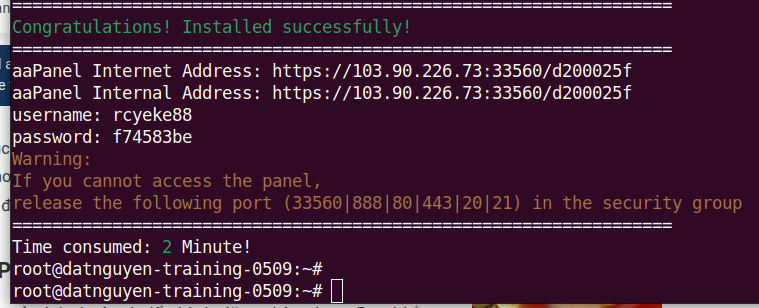 ==================================================================
Congratulations! Installed successfully!
==================================================================
aaPanel Internet Address: https://103.90.226.73:33560/d200025f
aaPanel Internal Address: https://103.90.226.73:33560/d200025f
username: rcyeke88
password: f74583be
Warning:
If you cannot access the panel,
release the following port (33560|888|80|443|20|21) in the security group
==================================================================
Time consumed: 2 Minute!
root@datnguyen-training-0509:~#
root@datnguyen-training-0509:~#